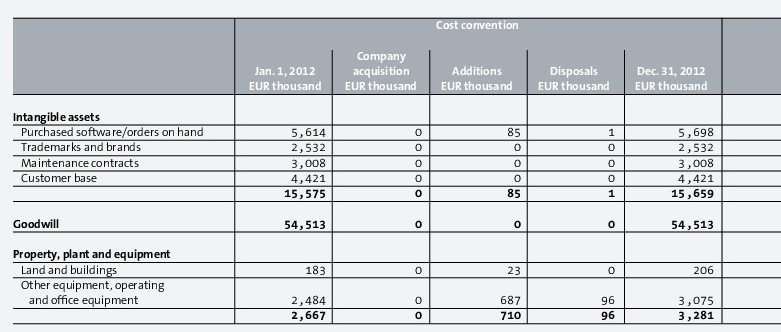 Cost convention
Jan. 1, 2012 EUR thousand Company acquisition EUR thousand Additions EUR thousand Disposals EUR thousand Dec. 31, 2012 EUR thousand
Intangible assets
Purchased software/orders on hand 5,614 0 85 1 5,698
Trademarks and brands 2,532 0 0 0 2,532
Maintenance contracts 3,008 0 0 0 3,008
Customer base 4,421 0 0 0 4,421
15,575 0 85 1 15,659
Goodwill 54,513 0 0 0 54,513
Property, plant and equipment
Land and buildings 183 0 23 0 206
Other equipment, operating
and office equipment 2,484 0 687 96 3,075
2,667 0 710 96 3,281